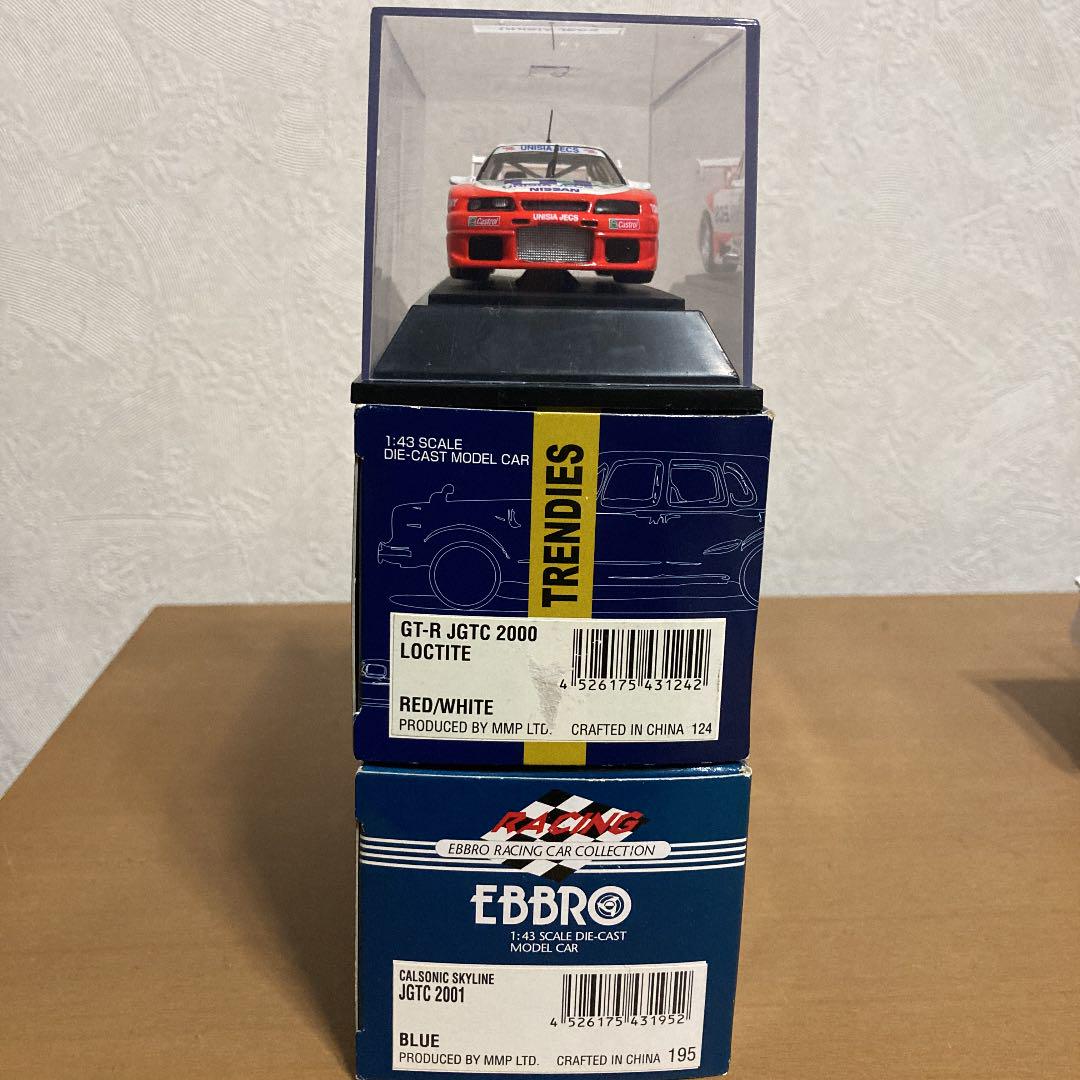 UNISIA JECS
UNISIA JECS
NISSAN
UNISIA JECS
Castrol
Castrol
1:43 SCALE
DIE-CAST MODEL CAR
TRENDIES
GT-R JGTC 2000
LOCTITE
4 526175 431242
RED/WHITE
PRODUCED BY MMP LTD. CRAFTED IN CHINA 124
RACING
EBBRO RACING CAR COLLECTION
EBBRO
1:43 SCALE DIE-CAST
MODEL CAR
CALSONIC SKYLINE
JGTC 2001
4 526175 431952
BLUE
PRODUCED BY MMP LTD. CRAFTED IN CHINA 195